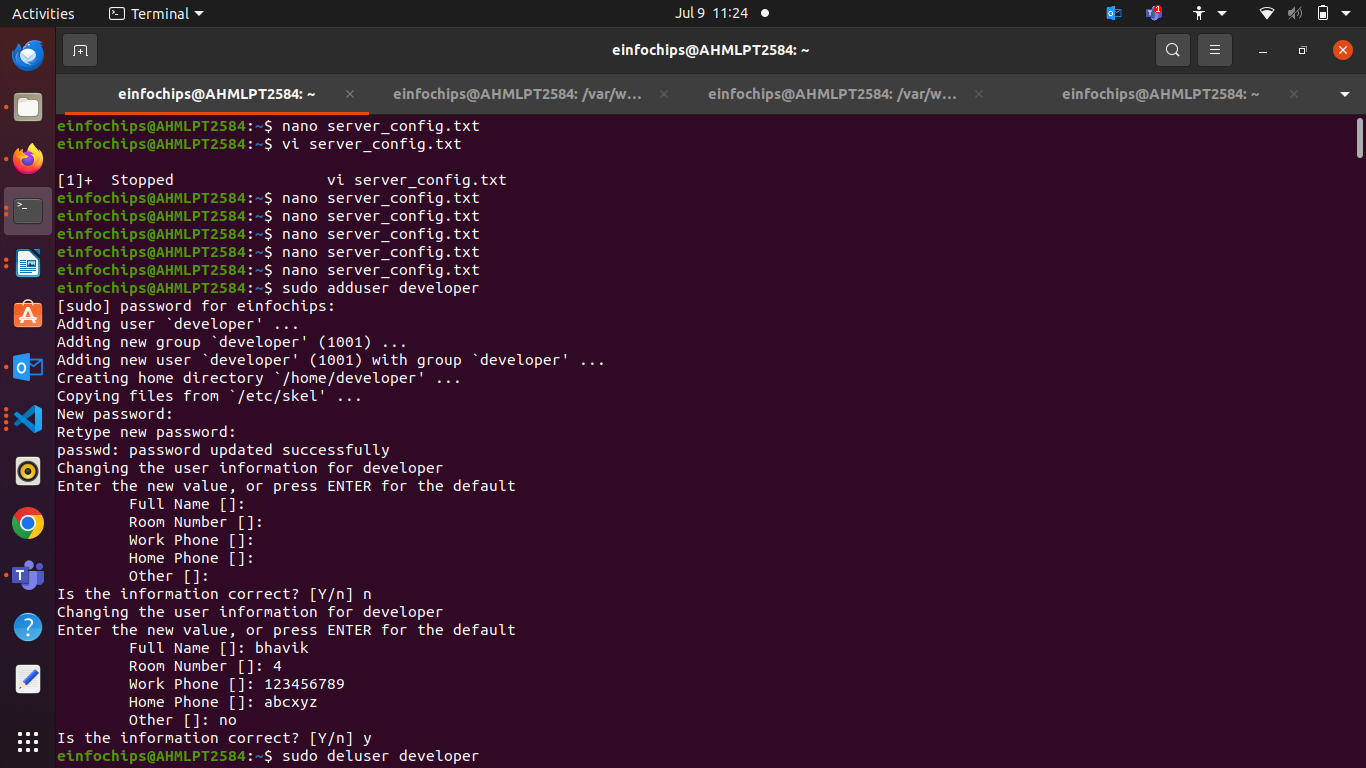 Activities
Terminal
Jul 9 11:24
einfochips@AHMLPT2584: ~
einfochips@AHMLPT2584: ~
einfochips@AHMLPT2584: /var/w...
einfochips@AHMLPT2584: /var/w...
einfochips@AHMLPT2584: ~
einfochips@AHMLPT2584:~$ nano server_config.txt
einfochips@AHMLPT2584:~$ vi server_config.txt
[1]+  Stopped                 vi server_config.txt
einfochips@AHMLPT2584:~$ nano server_config.txt
einfochips@AHMLPT2584:~$ nano server_config.txt
einfochips@AHMLPT2584:~$ nano server_config.txt
einfochips@AHMLPT2584:~$ nano server_config.txt
einfochips@AHMLPT2584:~$ nano server_config.txt
einfochips@AHMLPT2584:~$ sudo adduser developer
[sudo] password for einfochips:
Adding user `developer' ...
Adding new group `developer' (1001) ...
Adding new user `developer' (1001) with group `developer' ...
Creating home directory `/home/developer' ...
Copying files from `/etc/skel' ...
New password:
Retype new password:
passwd: password updated successfully
Changing the user information for developer
Enter the new value, or press ENTER for the default
        Full Name []:
        Room Number []:
        Work Phone []:
        Home Phone []:
        Other []:
Is the information correct? [Y/n] n
Changing the user information for developer
Enter the new value, or press ENTER for the default
        Full Name []: bhavik
        Room Number []: 4
        Work Phone []: 123456789
        Home Phone []: abcxyz
        Other []: no
Is the information correct? [Y/n] y
einfochips@AHMLPT2584:~$ sudo deluser developer